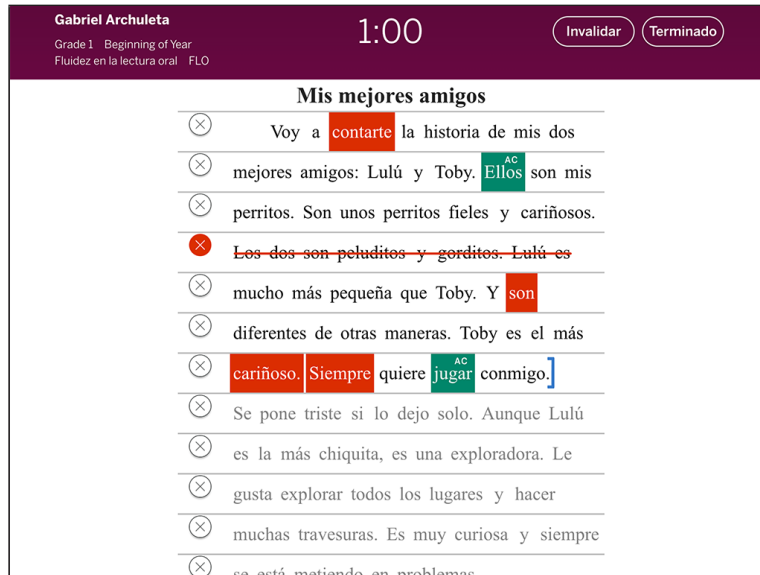 Gabriel Archuleta
Grade 1 Beginning of Year
Fluidez en la lectura oral FLO
1:00
Invalidar
Terminado
Mis mejores amigos
Voy a contarte la historia de mis dos
mejores amigos: Lulú y Toby. Ellos AC son mis
perritos. Son unos perritos fieles y cariñosos.
Los dos son peluditos y gorditos. Lulú es
mucho más pequeña que Toby. Y son
diferentes de otras maneras. Toby es el más
cariñoso. Siempre quiere jugar AC conmigo.]
Se pone triste si lo dejo solo. Aunque Lulú
es la más chiquita, es una exploradora. Le
gusta explorar todos los lugares y hacer
muchas travesuras. Es muy curiosa y siempre
se está metiendo en problemas.